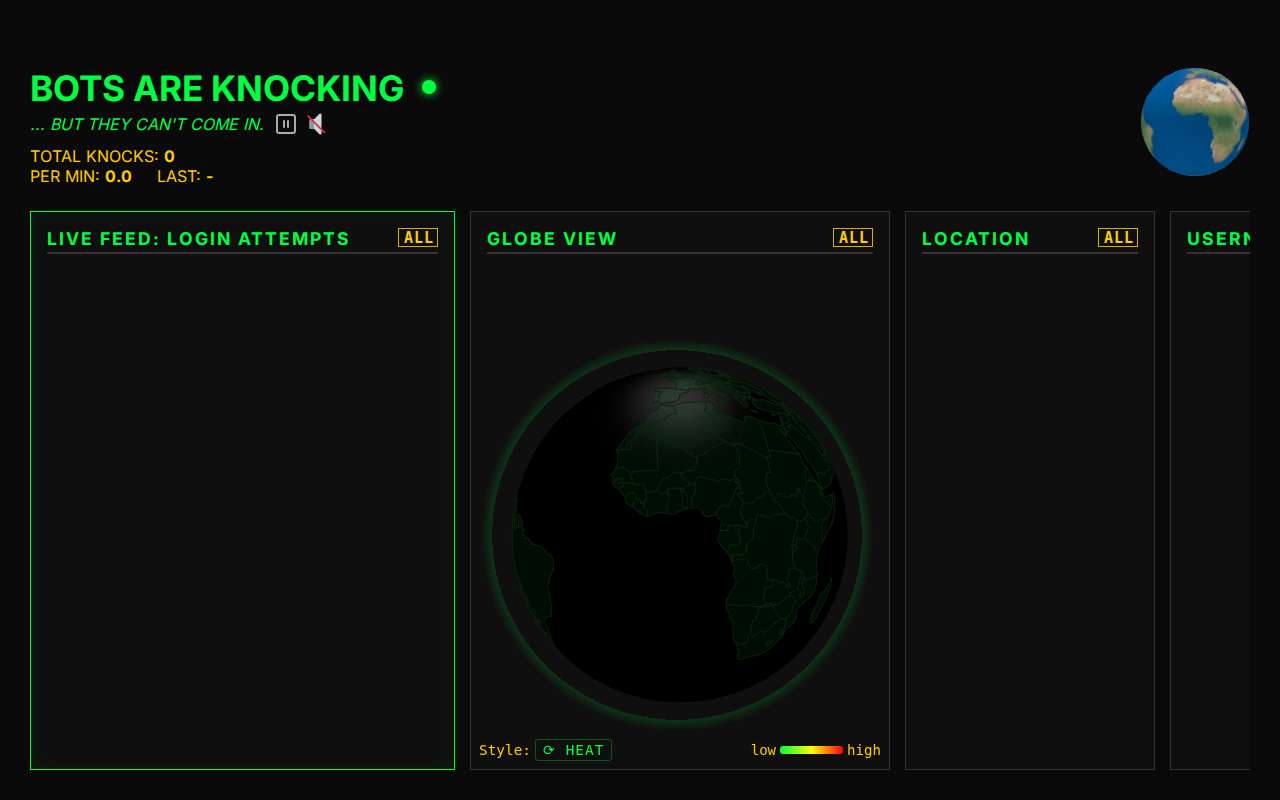 BOTS ARE KNOCKING
... BUT THEY CAN'T COME IN.
TOTAL KNOCKS: 0
PER MIN: 0.0 LAST: -
LIVE FEED: LOGIN ATTEMPTS ALL
GLOBE VIEW ALL
LOCATION ALL
USERN
Style: ⟳ HEAT low high